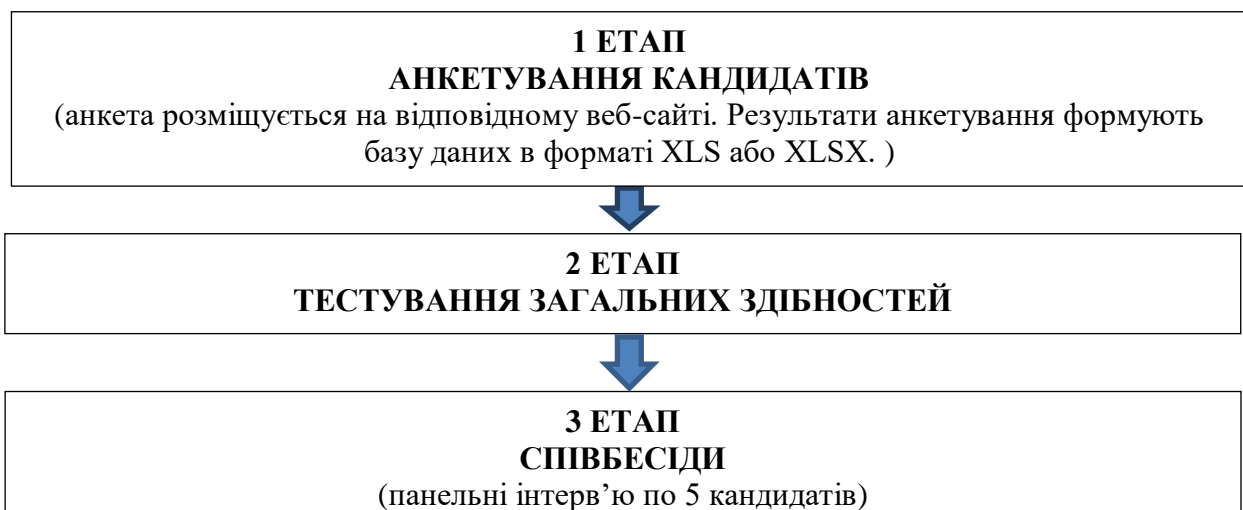 1 ЕТАП
АНКЕТУВАННЯ КАНДИДАТІВ
(анкета розміщується на відповідному веб-сайті. Результати анкетування формують
базу даних в форматі XLS або XLSX. )
2 ЕТАП
ТЕСТУВАННЯ ЗАГАЛЬНИХ ЗДІБНОСТЕЙ
3 ЕТАП
СПІВБЕСІДИ
(панельні інтерв’ю по 5 кандидатів)